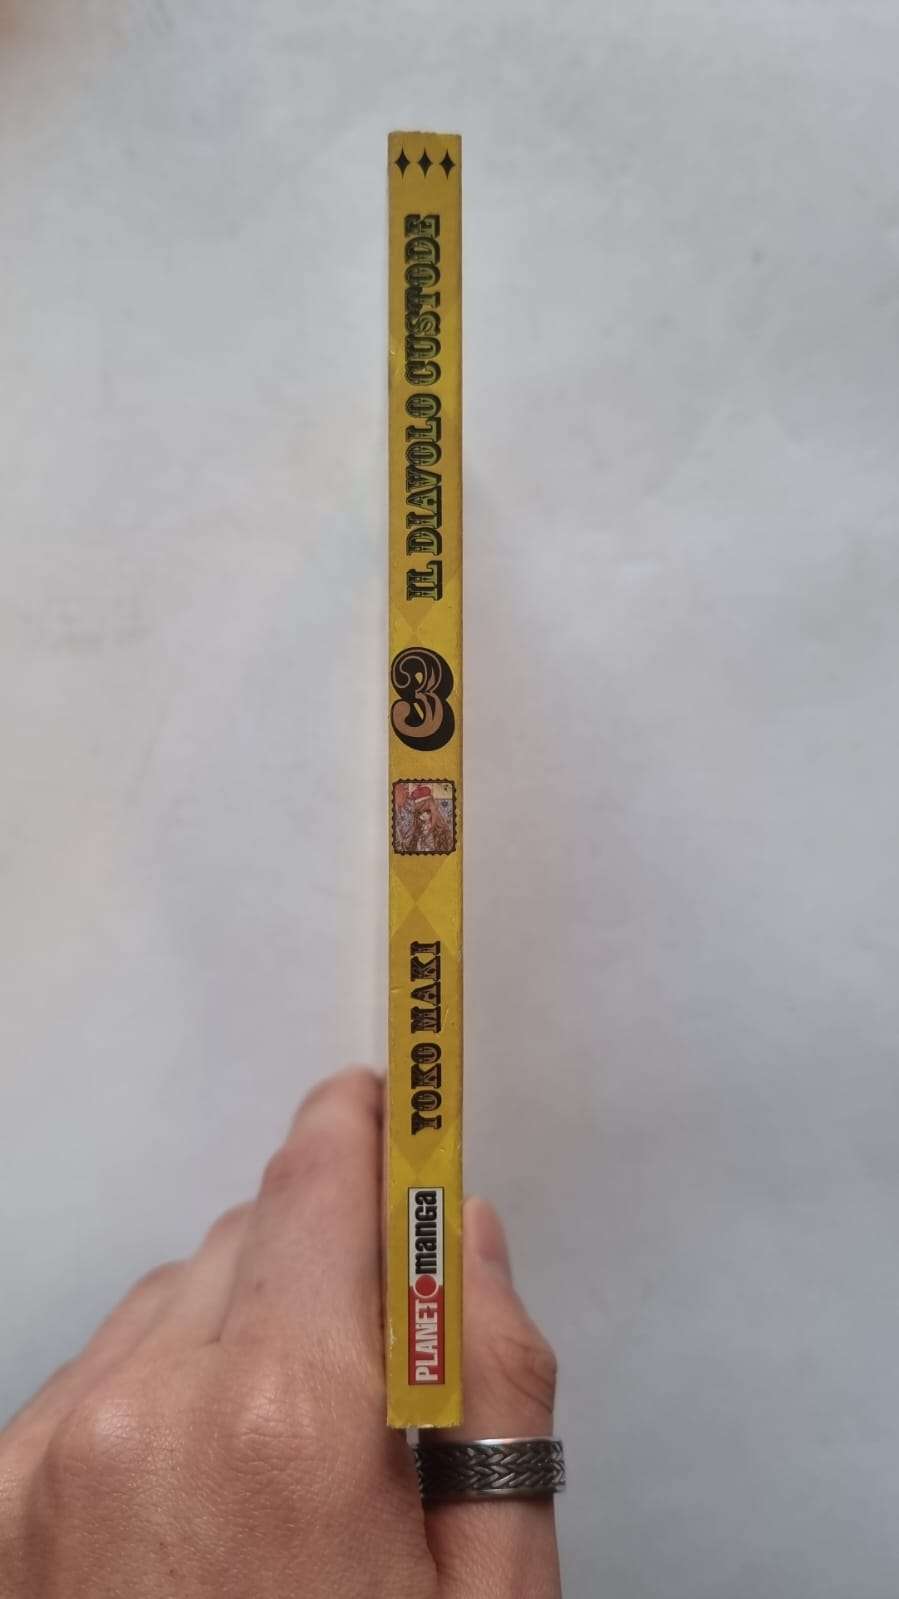 IL DIAVOLO CUSTODE
3
YOKO MAKI
PLANET manga